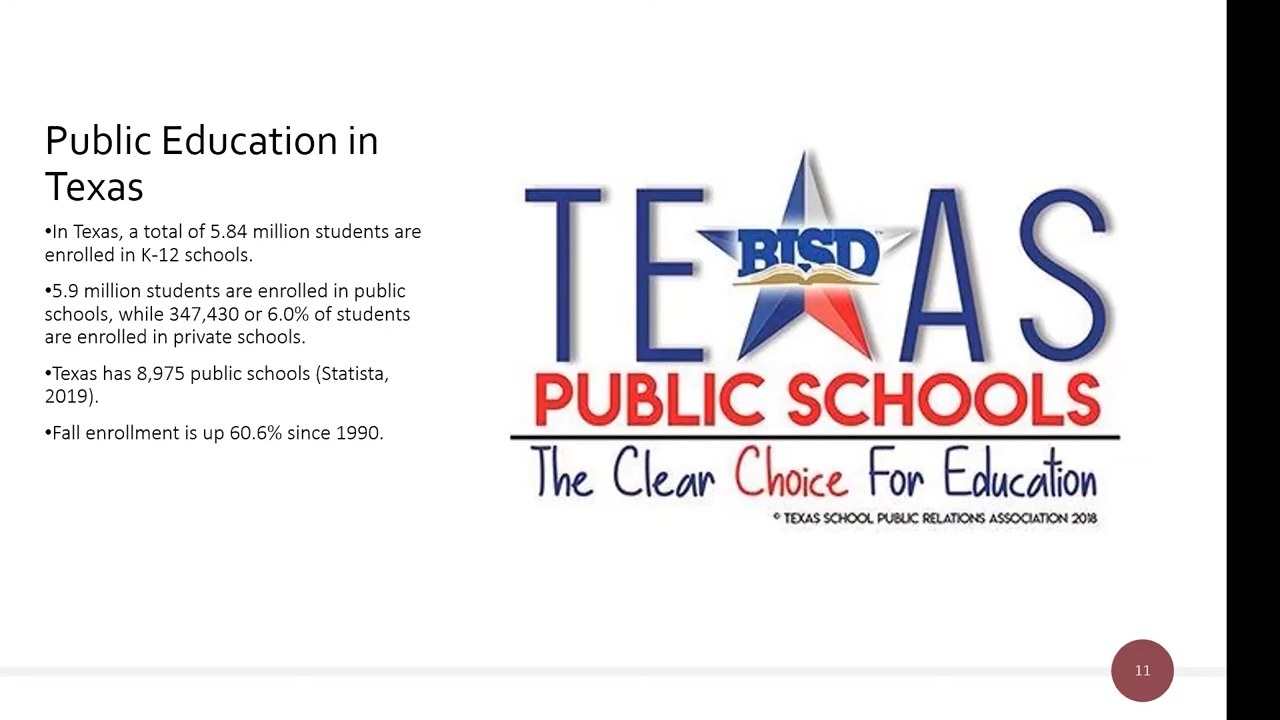 Public Education in
Texas
•In Texas, a total of 5.84 million students are
enrolled in K-12 schools.
•5.9 million students are enrolled in public
schools, while 347,430 or 6.0% of students
are enrolled in private schools.
•Texas has 8,975 public schools (Statista,
2019).
•Fall enrollment is up 60.6% since 1990.
TEXAS
BISD™
PUBLIC SCHOOLS
The Clear Choice For Education
© TEXAS SCHOOL PUBLIC RELATIONS ASSOCIATION 2018
11